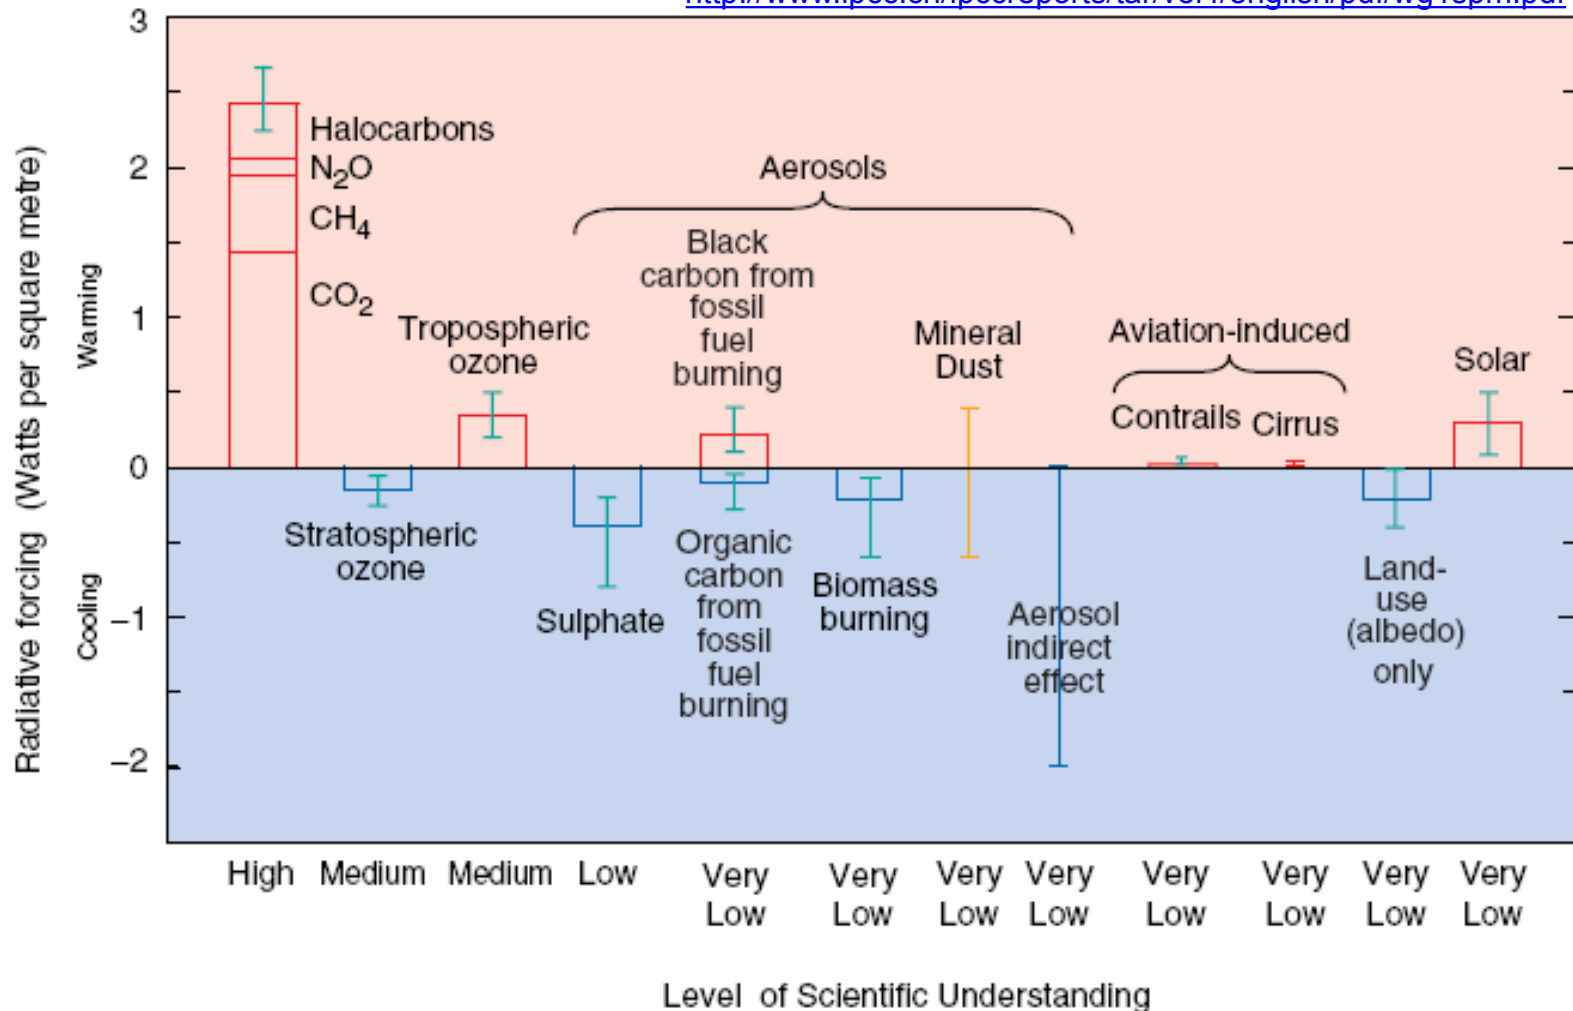 3
2
1
0
–1
–2
Radiative forcing (Watts per square metre)
Warming
Cooling
Halocarbons
N₂O
CH₄
CO₂
Tropospheric
ozone
Stratospheric
ozone
Aerosols
Sulphate
Black
carbon from
fossil
fuel
burning
Organic
carbon
from
fossil
fuel
burning
Biomass
burning
Mineral
Dust
Aerosol
indirect
effect
Aviation-induced
Contrails
Cirrus
Land-
use
(albedo)
only
Solar
High
Medium
Medium
Low
Very
Low
Very
Low
Very
Low
Very
Low
Very
Low
Very
Low
Very
Low
Very
Low
Level of Scientific Understanding